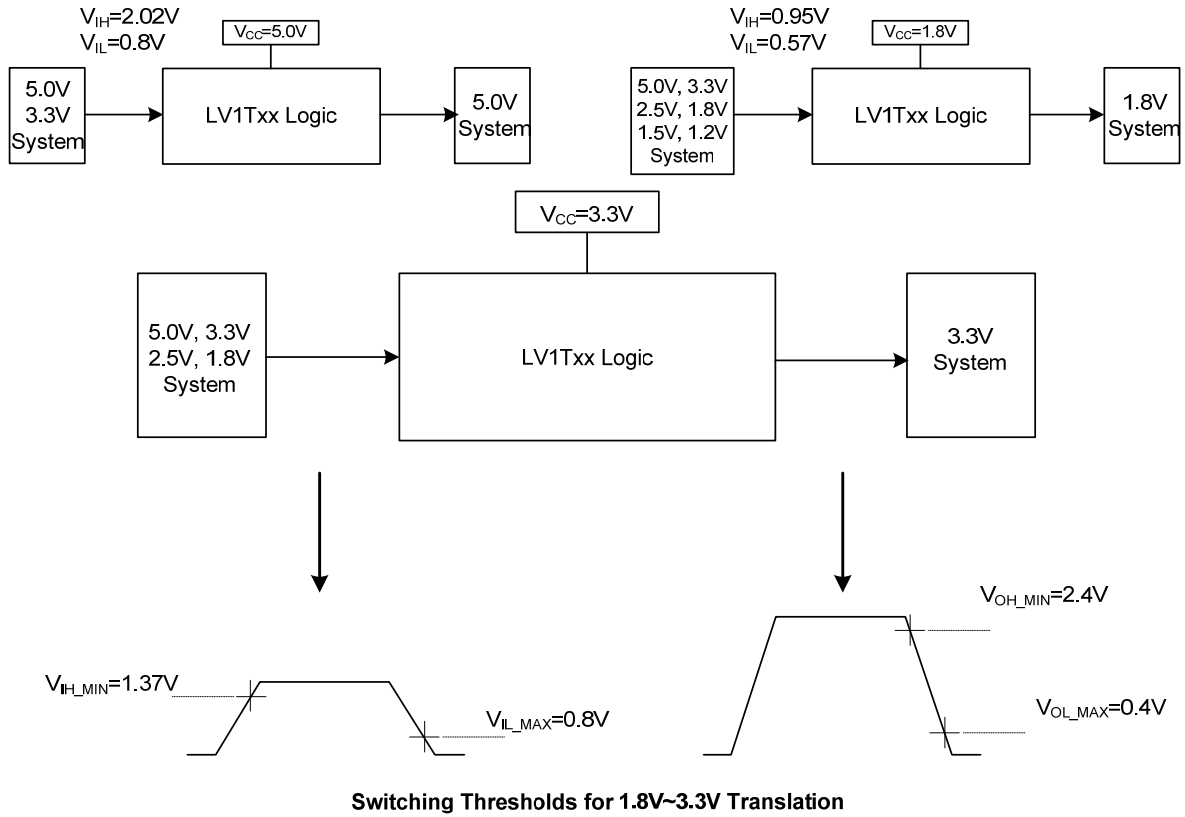 VIH=2.02V
VIL=0.8V
VCC=5.0V
5.0V
3.3V
System
LV1Txx Logic
5.0V
System
VIH=0.95V
VIL=0.57V
VCC=1.8V
5.0V, 3.3V
2.5V, 1.8V
1.5V, 1.2V
System
LV1Txx Logic
1.8V
System
VCC=3.3V
5.0V, 3.3V
2.5V, 1.8V
System
LV1Txx Logic
3.3V
System
VIH_MIN=1.37V
VIL_MAX=0.8V
VOH_MIN=2.4V
VOL_MAX=0.4V
Switching Thresholds for 1.8V~3.3V Translation